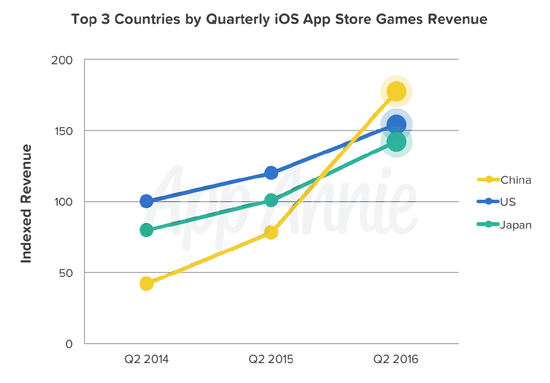 Top 3 Countries by Quarterly iOS App Store Games Revenue
200
150
100
50
0
Indexed Revenue
App Annie
Q2 2014
Q2 2015
Q2 2016
China
US
Japan